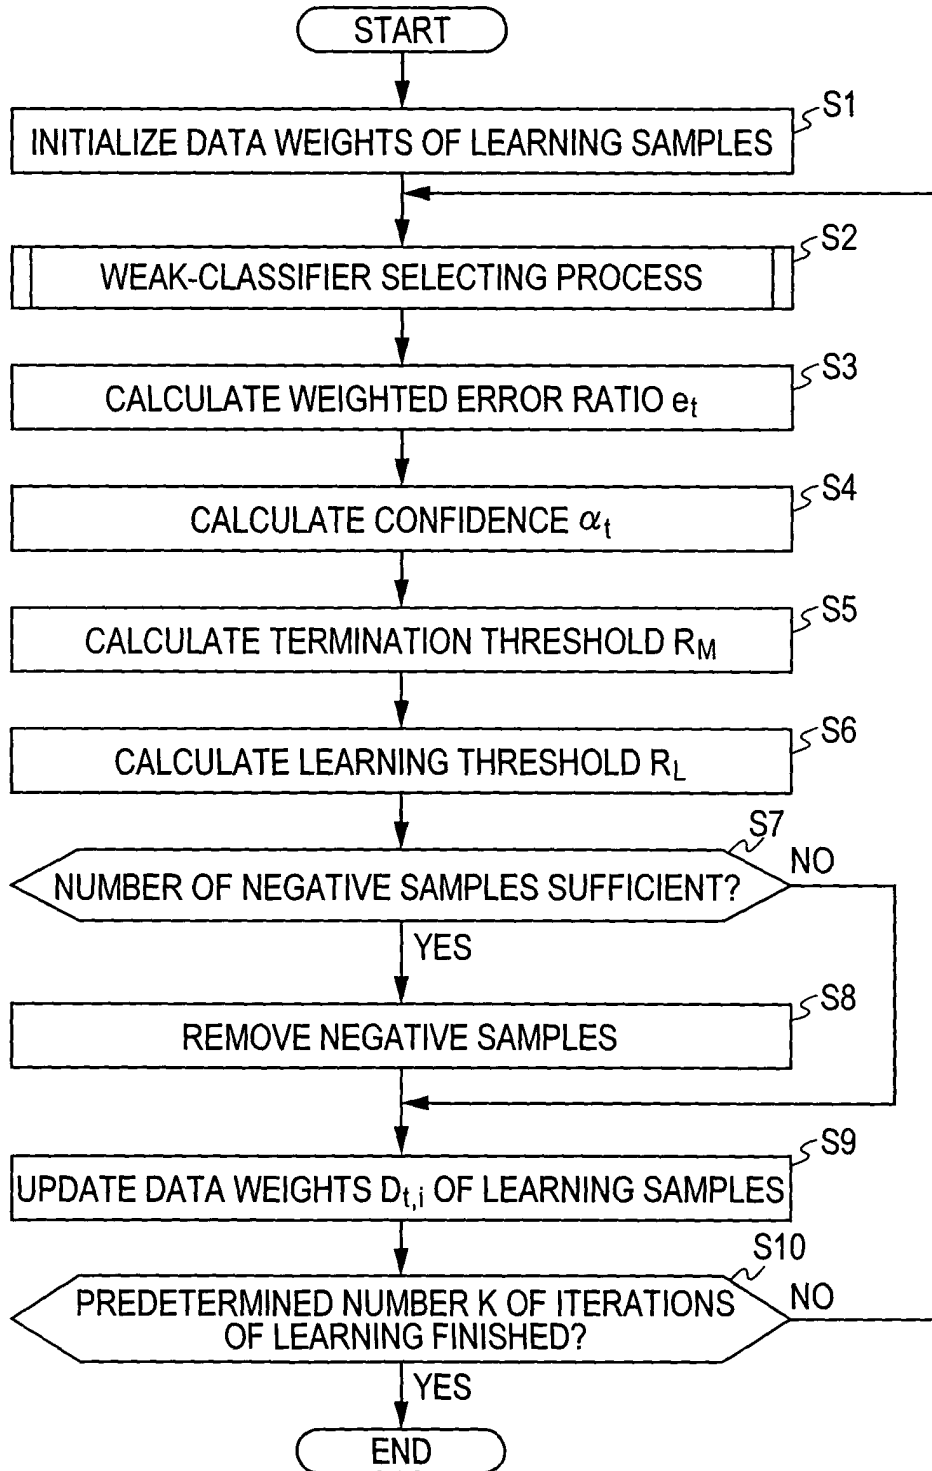 START
S1
INITIALIZE DATA WEIGHTS OF LEARNING SAMPLES
S2
WEAK-CLASSIFIER SELECTING PROCESS
S3
CALCULATE WEIGHTED ERROR RATIO et
S4
CALCULATE CONFIDENCE αt
S5
CALCULATE TERMINATION THRESHOLD RM
S6
CALCULATE LEARNING THRESHOLD RL
S7
NUMBER OF NEGATIVE SAMPLES SUFFICIENT?
NO
YES
S8
REMOVE NEGATIVE SAMPLES
S9
UPDATE DATA WEIGHTS Dt,i OF LEARNING SAMPLES
S10
PREDETERMINED NUMBER K OF ITERATIONS
OF LEARNING FINISHED?
NO
YES
END